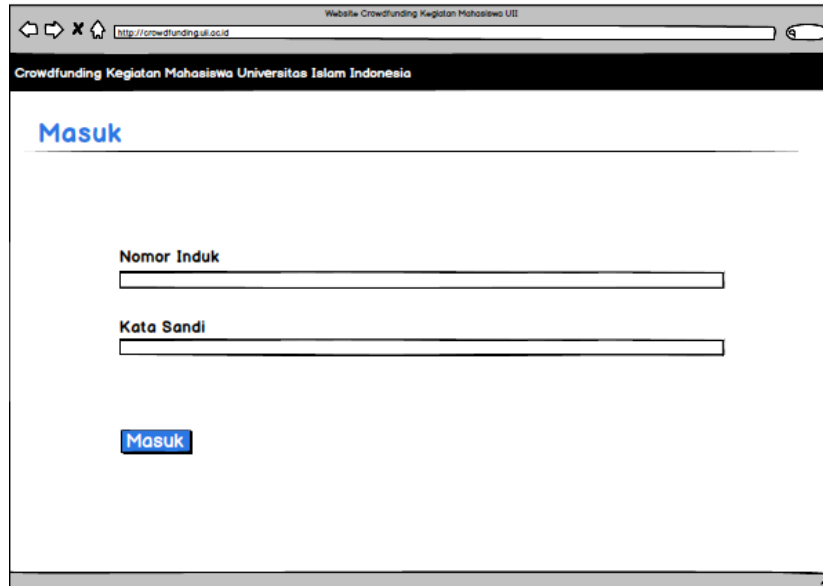 Website Crowdfunding Kegiatan Mahasiswa UII
http://crowdfunding.uii.ac.id
Crowdfunding Kegiatan Mahasiswa Universitas Islam Indonesia
Masuk
Nomor Induk
Kata Sandi
Masuk